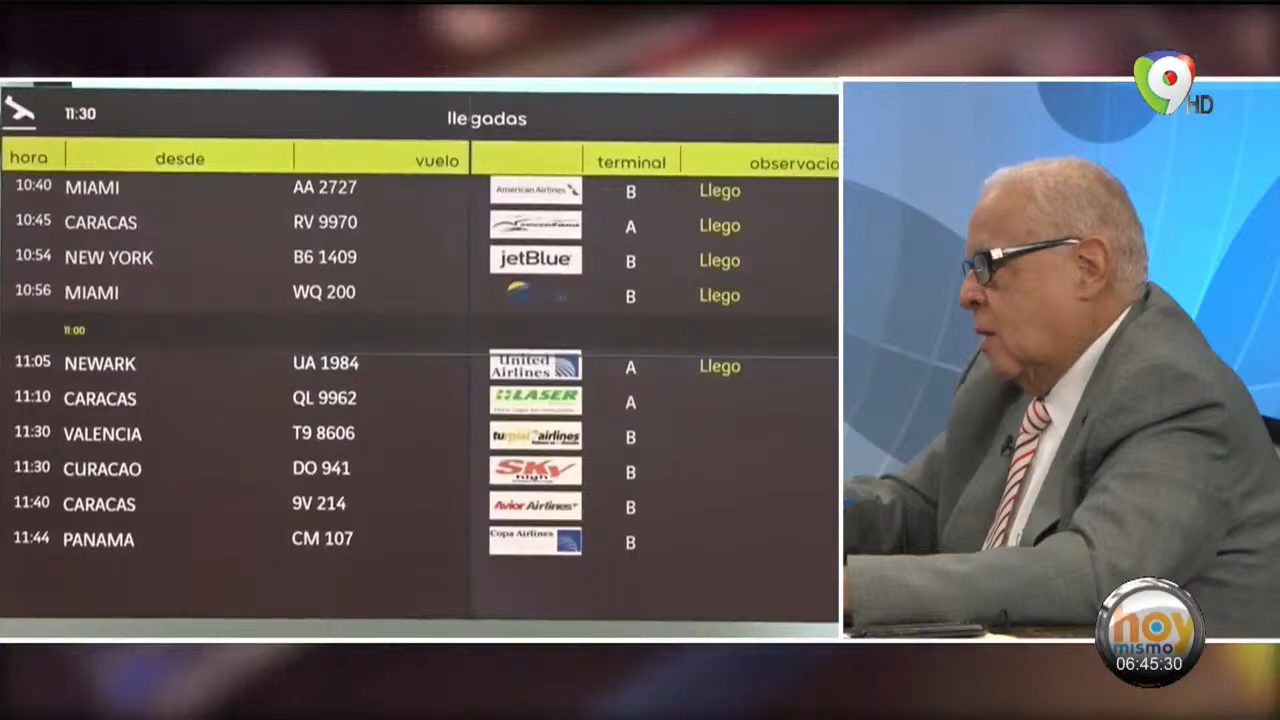 9 HD
11:30 llegadas
hora desde vuelo terminal observacio
10:40 MIAMI AA 2727 American Airlines B Llego
10:45 CARACAS RV 9970 A Llego
10:54 NEW YORK B6 1409 jetBlue B Llego
10:56 MIAMI WQ 200 B Llego
11:00
11:05 NEWARK UA 1984 United Airlines A Llego
11:10 CARACAS QL 9962 LASER A
11:30 VALENCIA T9 8606 turpial airlines B
11:30 CURACAO DO 941 SKY high B
11:40 CARACAS 9V 214 Avior Airlines B
11:44 PANAMA CM 107 Copa Airlines B
hoy
mismo
06:45:30